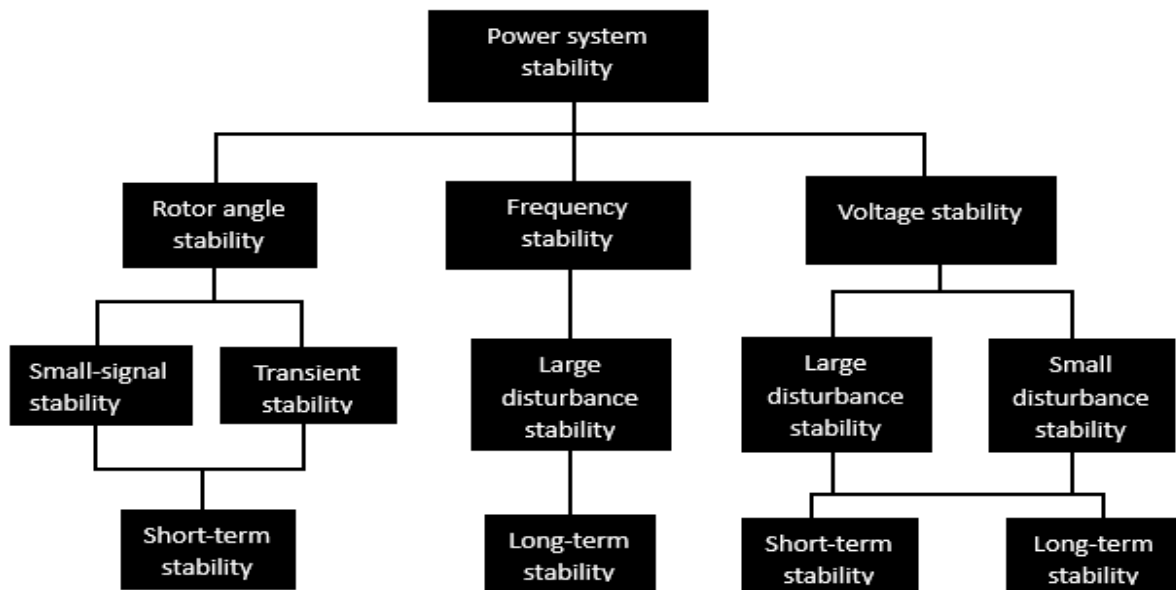 Power system
stability
Rotor angle
stability
Frequency
stability
Voltage stability
Small-signal
stability
Transient
stability
Large
disturbance
stability
Large
disturbance
stability
Small
disturbance
stability
Short-term
stability
Long-term
stability
Short-term
stability
Long-term
stability